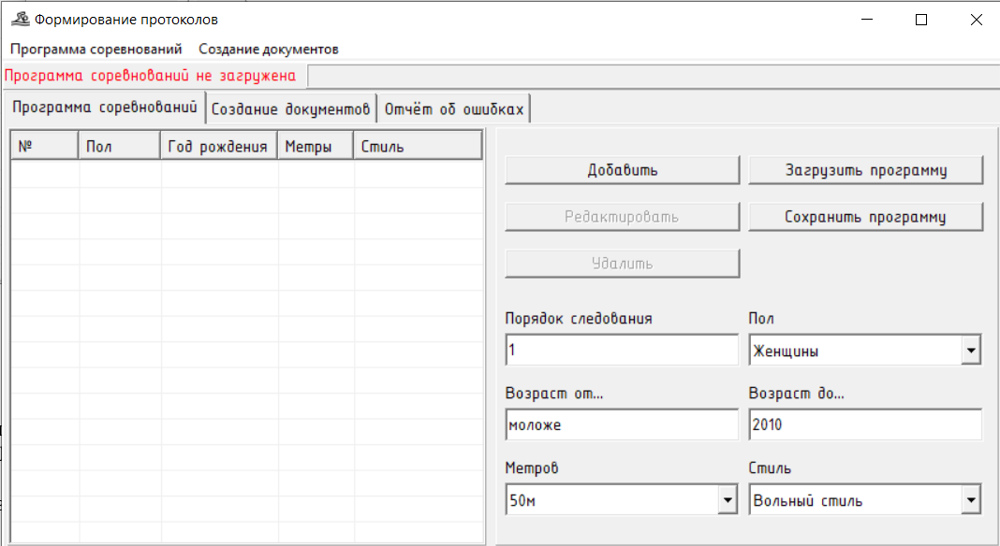 Формирование протоколов
Программа соревнований Создание документов
Программа соревнований не загружена
Программа соревнований Создание документов Отчёт об ошибках
№ Пол Год рождения Метры Стиль
Добавить Загрузить программу
Редактировать Сохранить программу
Удалить
Порядок следования Пол
1 Женщины
Возраст от... Возраст до...
моложе 2010
Метров Стиль
50м Вольный стиль